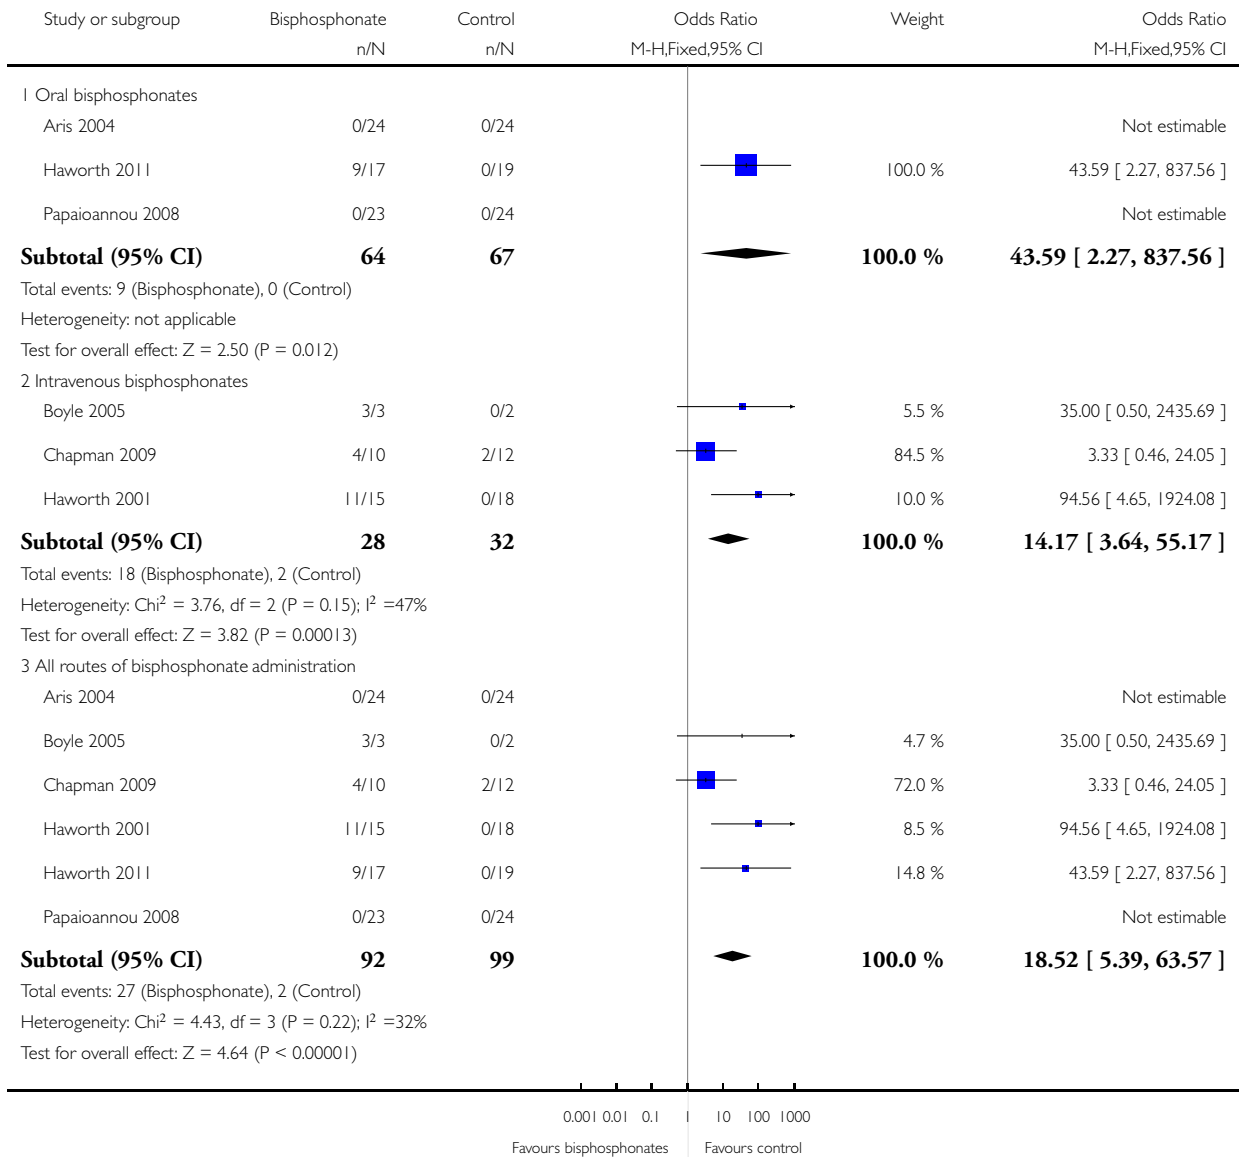 Study or subgroup Bisphosphonate Control Odds Ratio Weight Odds Ratio
n/N n/N M-H,Fixed,95% CI M-H,Fixed,95% CI
1 Oral bisphosphonates
Aris 2004 0/24 0/24 Not estimable
Haworth 2011 9/17 0/19 100.0 % 43.59 [ 2.27, 837.56 ]
Papaioannou 2008 0/23 0/24 Not estimable
Subtotal (95% CI) 64 67 100.0 % 43.59 [ 2.27, 837.56 ]
Total events: 9 (Bisphosphonate), 0 (Control)
Heterogeneity: not applicable
Test for overall effect: Z = 2.50 (P = 0.012)
2 Intravenous bisphosphonates
Boyle 2005 3/3 0/2 5.5 % 35.00 [ 0.50, 2435.69 ]
Chapman 2009 4/10 2/12 84.5 % 3.33 [ 0.46, 24.05 ]
Haworth 2001 11/15 0/18 10.0 % 94.56 [ 4.65, 1924.08 ]
Subtotal (95% CI) 28 32 100.0 % 14.17 [ 3.64, 55.17 ]
Total events: 18 (Bisphosphonate), 2 (Control)
Heterogeneity: Chi² = 3.76, df = 2 (P = 0.15); I² =47%
Test for overall effect: Z = 3.82 (P = 0.00013)
3 All routes of bisphosphonate administration
Aris 2004 0/24 0/24 Not estimable
Boyle 2005 3/3 0/2 4.7 % 35.00 [ 0.50, 2435.69 ]
Chapman 2009 4/10 2/12 72.0 % 3.33 [ 0.46, 24.05 ]
Haworth 2001 11/15 0/18 8.5 % 94.56 [ 4.65, 1924.08 ]
Haworth 2011 9/17 0/19 14.8 % 43.59 [ 2.27, 837.56 ]
Papaioannou 2008 0/23 0/24 Not estimable
Subtotal (95% CI) 92 99 100.0 % 18.52 [ 5.39, 63.57 ]
Total events: 27 (Bisphosphonate), 2 (Control)
Heterogeneity: Chi² = 4.43, df = 3 (P = 0.22); I² =32%
Test for overall effect: Z = 4.64 (P < 0.00001)
0.001 0.01 0.1 1 10 100 1000
Favours bisphosphonates Favours control